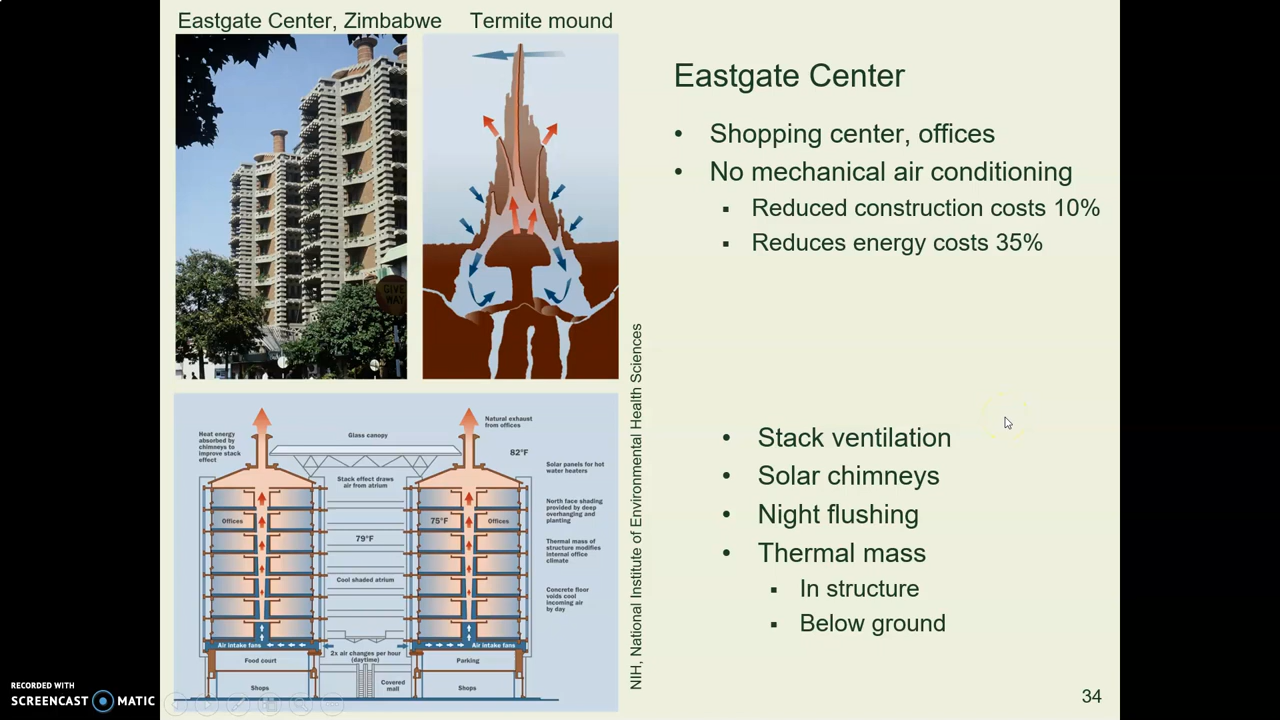 Eastgate Center, Zimbabwe
Termite mound
GIVE
WAY
Eastgate Center
• Shopping center, offices
• No mechanical air conditioning
▪ Reduced construction costs 10%
▪ Reduces energy costs 35%
• Stack ventilation
• Solar chimneys
• Night flushing
• Thermal mass
▪ In structure
▪ Below ground
NIH, National Institute of Environmental Health Sciences
Heat energy
absorbed by
chimneys to
improve stack
effect
Glass canopy
Natural exhaust
from offices
82°F
Stack effect draws
air from atrium
Solar panels for hot
water heaters
Offices
75°F
Offices
North face shading
provided by deep
overhanging and
planting
79°F
Thermal mass of
structure modifies
internal office
climate
Cool shaded atrium
Concrete floor
voids cool
incoming air
by day
Air intake fans
2x air changes per hour
(daytime)
Air intake fans
Food court
Parking
Shops
Covered
mall
Shops
34
RECORDED WITH
SCREENCAST MATIC